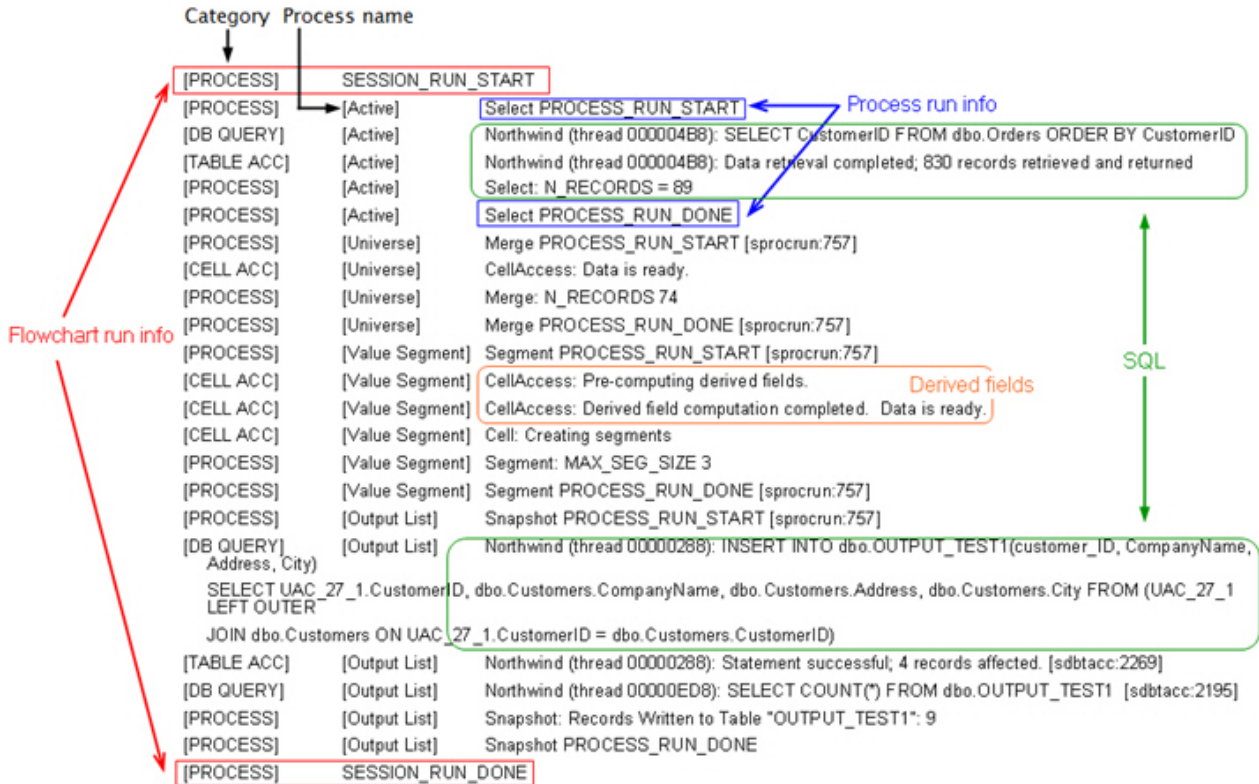 Category Process name
[PROCESS] SESSION_RUN_START
[PROCESS] [Active] Select PROCESS_RUN_START Process run info
[DB QUERY] [Active] Northwind (thread 000004B8): SELECT CustomerID FROM dbo.Orders ORDER BY CustomerID
[TABLE ACC] [Active] Northwind (thread 000004B8): Data retrieval completed; 830 records retrieved and returned
[PROCESS] [Active] Select: N_RECORDS = 89
[PROCESS] [Active] Select PROCESS_RUN_DONE
[PROCESS] [Universe] Merge PROCESS_RUN_START [sprocrun:757]
[CELL ACC] [Universe] CellAccess: Data is ready.
[PROCESS] [Universe] Merge: N_RECORDS 74
[PROCESS] [Universe] Merge PROCESS_RUN_DONE [sprocrun:757]
Flowchart run info
[PROCESS] [Value Segment] Segment PROCESS_RUN_START [sprocrun:757]
SQL
[CELL ACC] [Value Segment] CellAccess: Pre-computing derived fields. Derived fields
[CELL ACC] [Value Segment] CellAccess: Derived field computation completed. Data is ready.
[CELL ACC] [Value Segment] Cell: Creating segments
[PROCESS] [Value Segment] Segment: MAX_SEG_SIZE 3
[PROCESS] [Value Segment] Segment PROCESS_RUN_DONE [sprocrun:757]
[PROCESS] [Output List] Snapshot PROCESS_RUN_START [sprocrun:757]
[DB QUERY] [Output List] Northwind (thread 00000288): INSERT INTO dbo.OUTPUT_TEST1(customer_ID, CompanyName,
Address, City)
SELECT UAC_27_1.CustomerID, dbo.Customers.CompanyName, dbo.Customers.Address, dbo.Customers.City FROM (UAC_27_1
LEFT OUTER
JOIN dbo.Customers ON UAC_27_1.CustomerID = dbo.Customers.CustomerID)
[TABLE ACC] [Output List] Northwind (thread 00000288): Statement successful; 4 records affected. [sdbtacc:2269]
[DB QUERY] [Output List] Northwind (thread 00000ED8): SELECT COUNT(*) FROM dbo.OUTPUT_TEST1 [sdbtacc:2195]
[PROCESS] [Output List] Snapshot: Records Written to Table "OUTPUT_TEST1": 9
[PROCESS] [Output List] Snapshot PROCESS_RUN_DONE
[PROCESS] SESSION_RUN_DONE